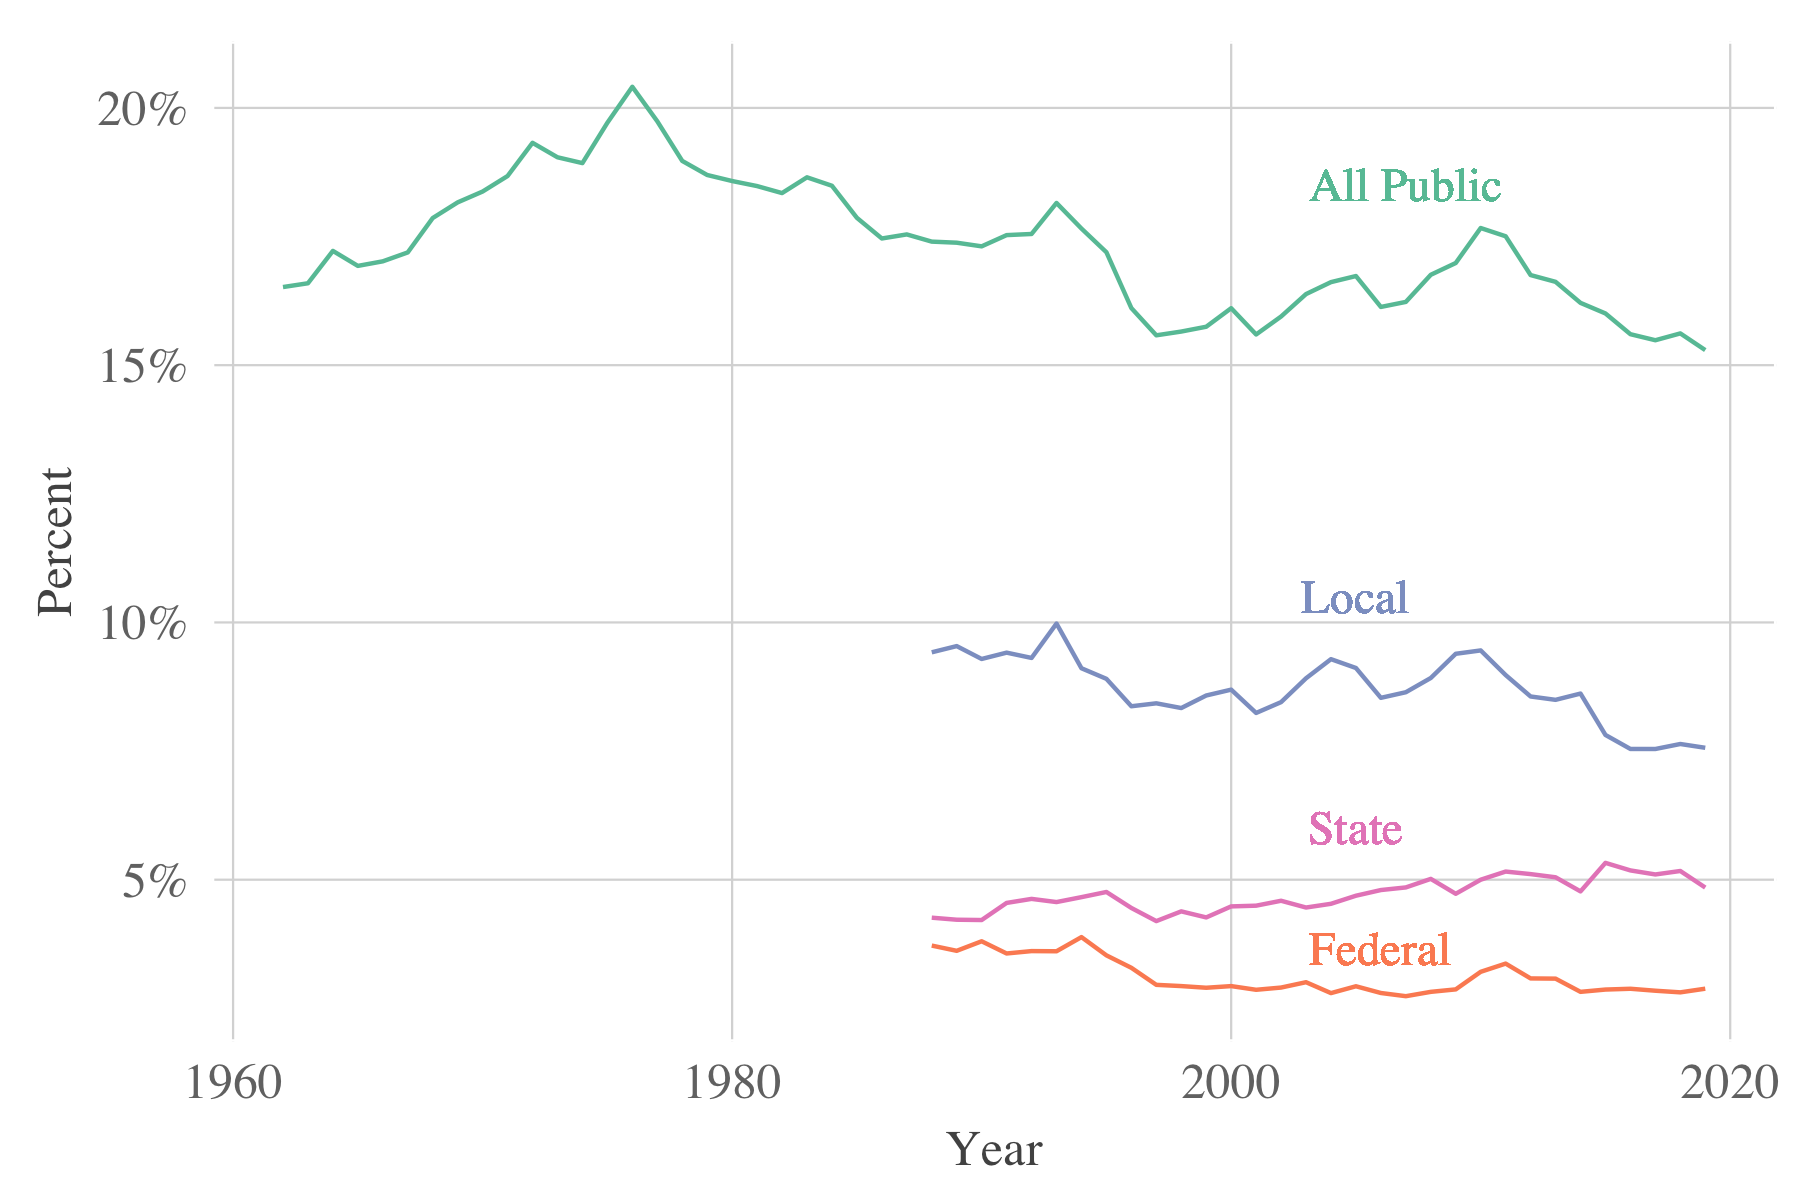 20%
15%
10%
5%
Percent
All Public
Local
State
Federal
1960
1980
2000
2020
Year